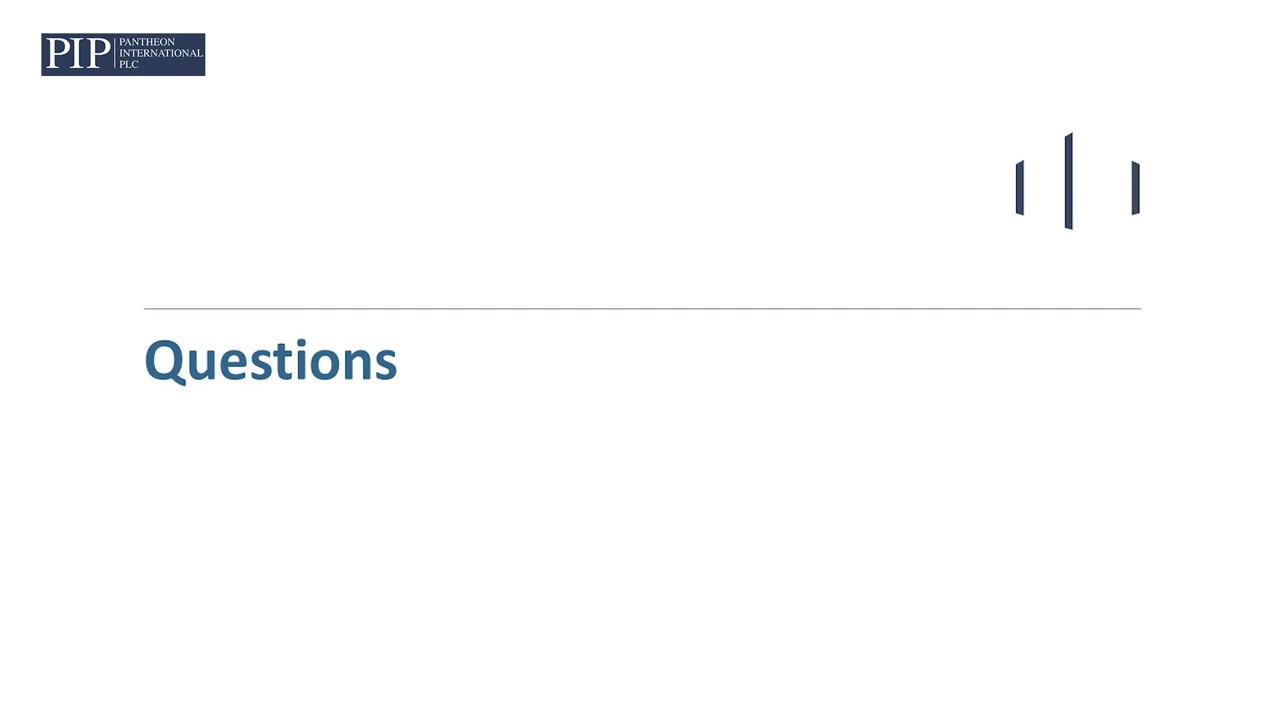 PIP
PANTHEON
INTERNATIONAL
PLC
Questions